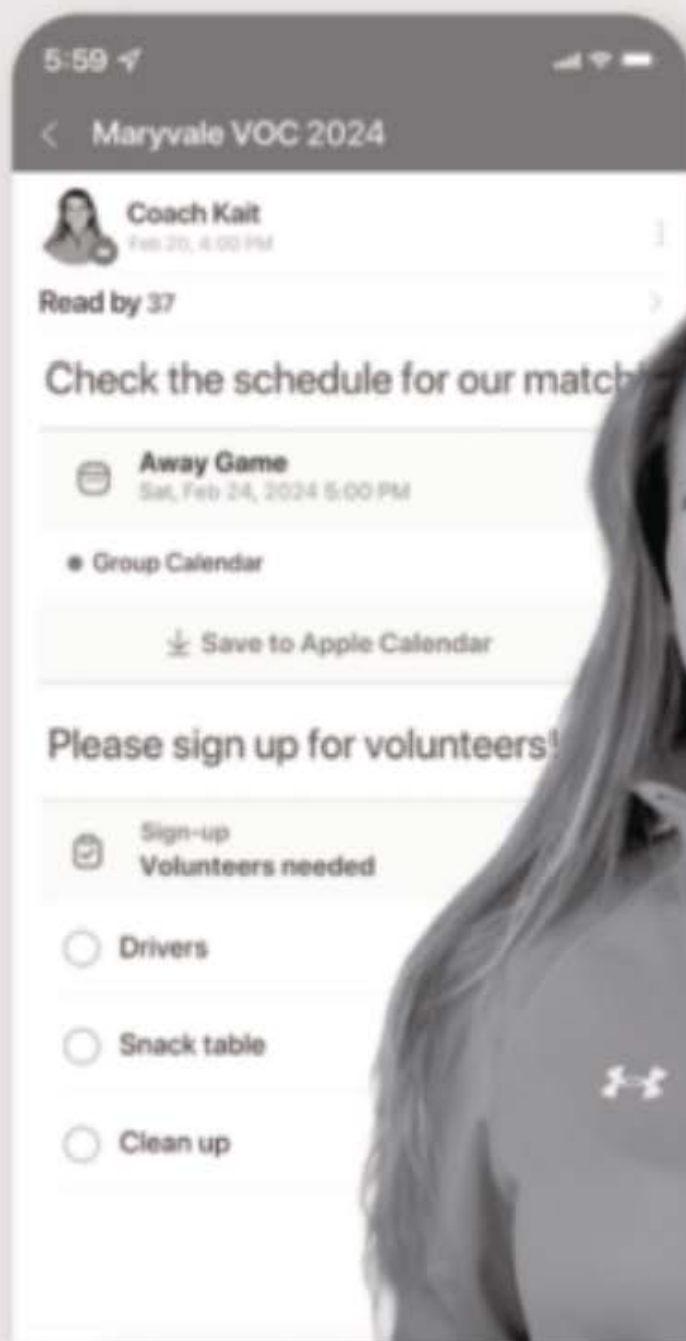 5:59
Maryvale VOC 2024
Coach Kait
Feb 20, 4:00 PM
Read by 37
Check the schedule for our match
Away Game
Sat, Feb 24, 2024 5:00 PM
Group Calendar
Save to Apple Calendar
Please sign up for volunteers!
Sign-up
Volunteers needed
Drivers
Snack table
Clean up